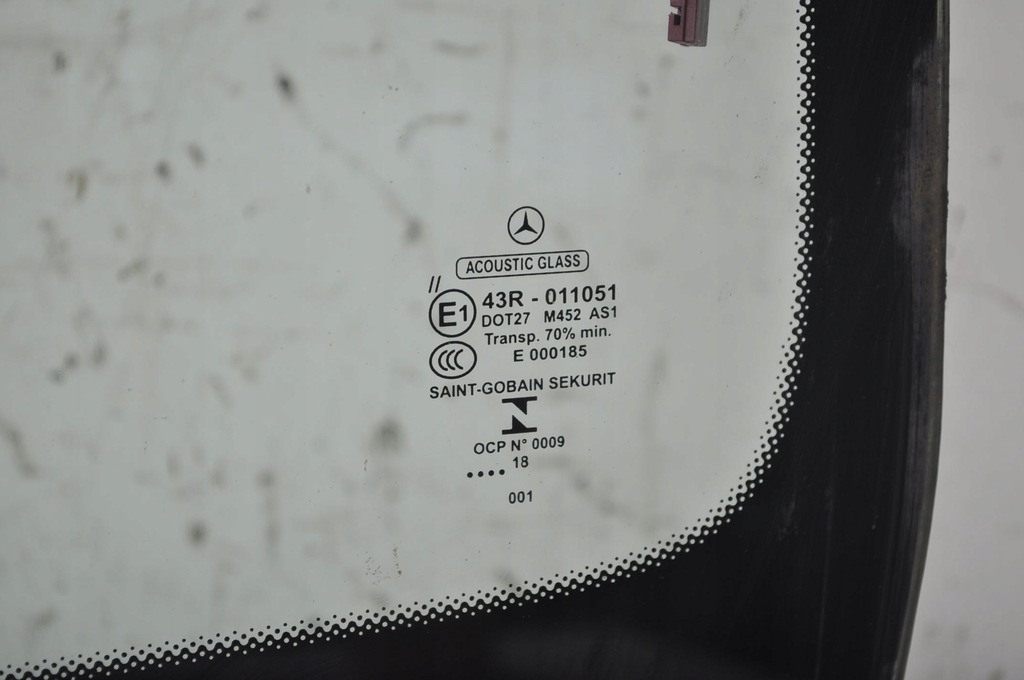 ACOUSTIC GLASS
//
E1 43R - 011051
DOT27 M452 AS1
Transp. 70% min.
CCC E 000185
SAINT-GOBAIN SEKURIT
OCP N° 0009
.... 18
001